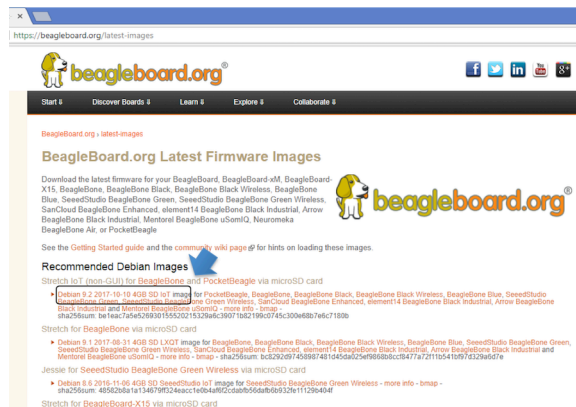 https://beagleboard.org/latest-images
beagleboard.org®
Start Discover Boards Learn Explore Collaborate
BeagleBoard.org › latest-images
BeagleBoard.org Latest Firmware Images
Download the latest firmware for your BeagleBoard, BeagleBoard-xM, BeagleBoard-
X15, BeagleBone, BeagleBone Black, BeagleBone Black Wireless, BeagleBone
Blue, SeeedStudio BeagleBone Green, SeeedStudio BeagleBone Green Wireless,
SanCloud BeagleBone Enhanced, element14 BeagleBone Black Industrial, Arrow
BeagleBone Black Industrial, Mentorel BeagleBone uSomIQ, Neuromeka
BeagleBone Air, or PocketBeagle
beagleboard.org®
See the Getting Started guide and the community wiki page for hints on loading these images.
Recommended Debian Images
Stretch IoT (non-GUI) for BeagleBone and PocketBeagle via microSD card
Debian 9.2 2017-10-10 4GB SD IoT image for PocketBeagle, BeagleBone, BeagleBone Black, BeagleBone Black Wireless, BeagleBone Blue, SeeedStudio
BeagleBone Green, SeeedStudio BeagleBone Green Wireless, SanCloud BeagleBone Enhanced, element14 BeagleBone Black Industrial, Arrow BeagleBone
Black Industrial and Mentorel BeagleBone uSomIQ - more info - bmap -
Stretch for BeagleBone via microSD card
Debian 9.1 2017-08-31 4GB SD LXQT image for BeagleBone, BeagleBone Black, BeagleBone Black Wireless, BeagleBone Blue, SeeedStudio BeagleBone Green,
SeeedStudio BeagleBone Green Wireless, SanCloud BeagleBone Enhanced, element14 BeagleBone Black Industrial, Arrow BeagleBone Black Industrial and
Mentorel BeagleBone uSomIQ - more info - bmap - sha256sum:
Jessie for SeeedStudio BeagleBone Green Wireless via microSD card
Debian 8.6 2016-11-06 4GB SD SeeedStudio IoT image for SeeedStudio BeagleBone Green Wireless - more info - bmap -
sha256sum:
Stretch for BeagleBoard-X15 via microSD card